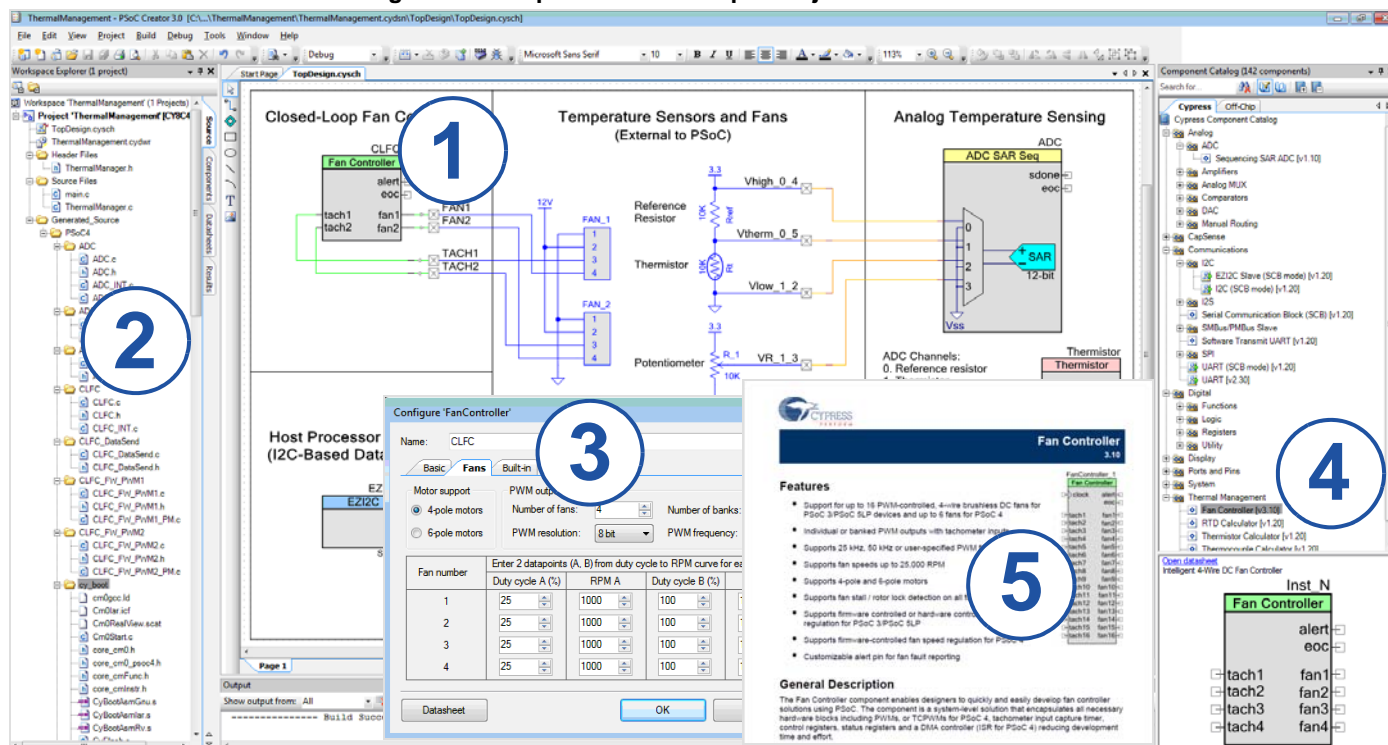 ThermalManagement - PSoC Creator 3.0 [C:\...\ThermalManagement\ThermalManagement.cydsn\TopDesign\TopDesign.cysch]
File Edit View Project Build Debug Tools Window Help
Debug Microsoft Sans Serif 10 B I U 113%
Workspace Explorer (1 project)
Workspace 'ThermalManagement' (1 Projects)
Project 'ThermalManagement' [CY8C4
TopDesign.cysch
ThermalManagement.cydwr
Header Files
ThermalManager.h
Source Files
main.c
ThermalManager.c
Generated_Source
PSoC4
ADC
ADC.c
ADC.h
ADC_INT.c
CLFC
CLFC.c
CLFC.h
CLFC_INT.c
CLFC_DataSend
CLFC_DataSend.c
CLFC_DataSend.h
CLFC_FW_PWM1
CLFC_FW_PWM1.c
CLFC_FW_PWM1.h
CLFC_FW_PWM1_PM.c
CLFC_FW_PWM2
CLFC_FW_PWM2.c
CLFC_FW_PWM2.h
CLFC_FW_PWM2_PM.c
cy_boot
cm0gcc.ld
Cm0Iar.icf
Cm0RealView.scat
Cm0Start.c
core_cm0.h
core_cm0_psoc4.h
core_cmFunc.h
core_cmInstr.h
CyBootAsmGnu.s
CyBootAsmIar.s
CyBootAsmRv.s
2
Source
Components
Datasheets
Results
Start Page TopDesign.cysch
Closed-Loop Fan C
1
CLFC
Fan Controller
alert
eoc
tach1 fan1
tach2 fan2
FAN1
FAN2
TACH1
TACH2
Host Processor
(I2C-Based Dat
EZI2C
Page 1
Output
Show output from: All
Temperature Sensors and Fans
(External to PSoC)
12V
FAN_1
1
2
3
4
FAN_2
1
2
3
4
3.3
Vhigh_0_4
Reference
Resistor
10K
Rref
Vtherm_0_5
Thermistor
10K
Rt
Vlow_1_2
3.3
Potentiometer
R_1
VR_1_3
10K
Analog Temperature Sensing
ADC
ADC SAR Seq
sdone
eoc
0
1
2
3
SAR
12-bit
Vss
ADC Channels:
0. Reference resistor
Thermistor
Thermistor
Configure 'FanController'
3
Name: CLFC
Basic Fans Built-in
Motor support
4-pole motors
6-pole motors
Number of fans: 4 Number of banks:
PWM resolution: 8 bit PWM frequency:
Fan number
Enter 2 datapoints (A, B) from duty cycle to RPM curve for ea
Duty cycle A (%) RPM A Duty cycle B (%)
1 25 1000 100
2 25 1000 100
3 25 1000 100
4 25 1000 100
Datasheet OK
CYPRESS
PERFORM
Fan Controller
3.10
Features
Support for up to 16 PWM-controlled, 4-wire brushless DC fans for
PSoC 3/PSoC 5LP devices and up to 6 fans for PSoC 4
Individual or banked PWM outputs with tachometer inputs
Supports 25 kHz, 50 kHz or user-specified PWM
Supports fan speeds up to 25,000 RPM
Supports 4-pole and 6-pole motors
Supports fan stall / rotor lock detection on all
Supports firmware controlled or hardware
regulation for PSoC 3/PSoC 5LP
Supports firmware-controlled fan speed regulation for PSoC 4
Customizable alert pin for fan fault reporting
5
FanController_1
Fan Controller
clock alert
eoc
General Description
The Fan Controller component enables designers to quickly and easily develop fan controller
solutions using PSoC. The component is a system-level solution that encapsulates all necessary
hardware blocks including PWMs, or TCPWMs for PSoC 4, tachometer input capture timer,
control registers, status registers and a DMA controller (ISR for PSoC 4) reducing development
time and effort.
Component Catalog (142 components)
Search for...
Cypress Off-Chip
Cypress Component Catalog
Analog
ADC
Sequencing SAR ADC [v1.10]
Amplifiers
Analog MUX
Comparators
DAC
Manual Routing
CapSense
Communications
I2C
EZI2C Slave (SCB mode) [v1.20]
I2C (SCB mode) [v1.20]
I2S
Serial Communication Block (SCB) [v1.20]
SMBus/PMBus Slave
Software Transmit UART [v1.20]
SPI
UART (SCB mode) [v1.20]
UART [v2.30]
Digital
Functions
Logic
Registers
Utility
Display
Ports and Pins
System
Thermal Management
Fan Controller [v3.10]
RTD Calculator [v1.20]
Thermistor Calculator [v1.20]
Thermocouple Calculator [v1.20]
4
Open datasheet
Intelligent 4-Wire DC Fan Controller
Inst_N
Fan Controller
alert
eoc
tach1 fan1
tach2 fan2
tach3 fan3
tach4 fan4